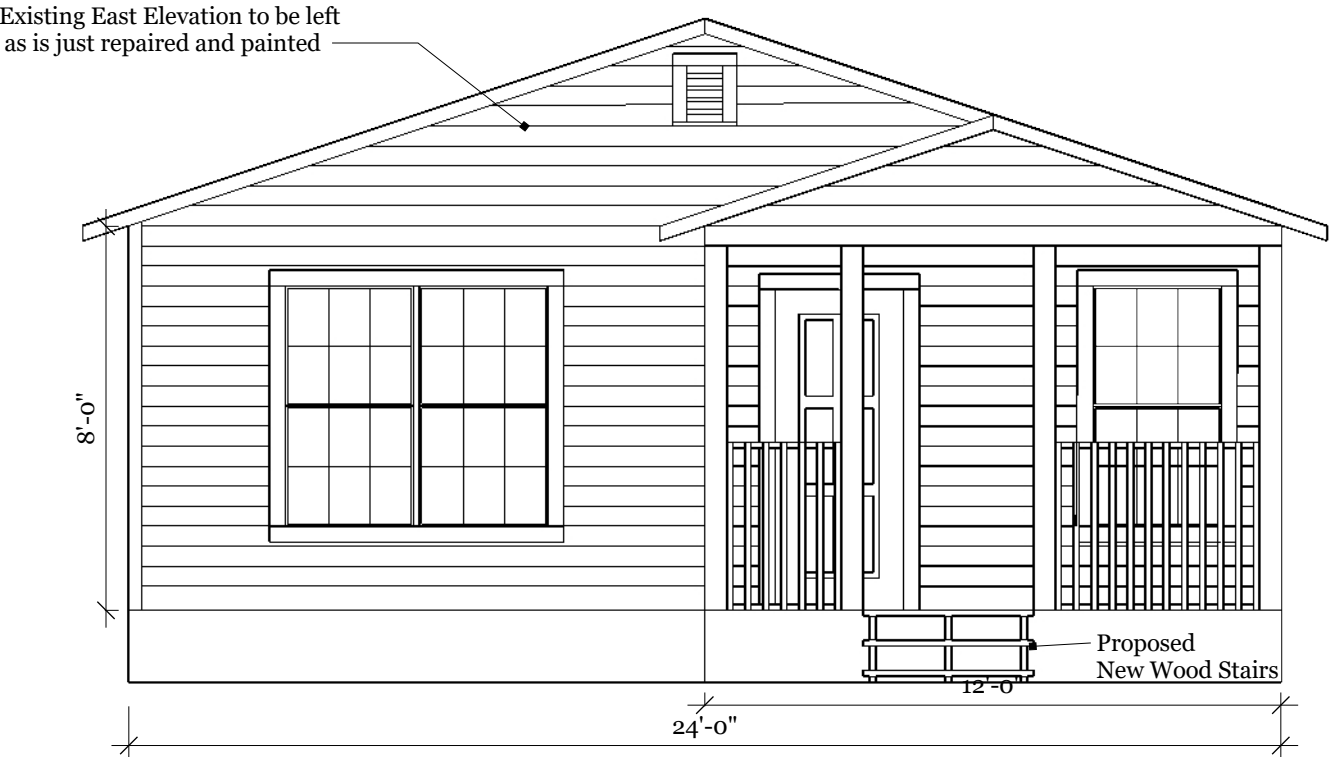 Existing East Elevation to be left
as is just repaired and painted
8'-0"
Proposed
New Wood Stairs
12'-0"
24'-0"